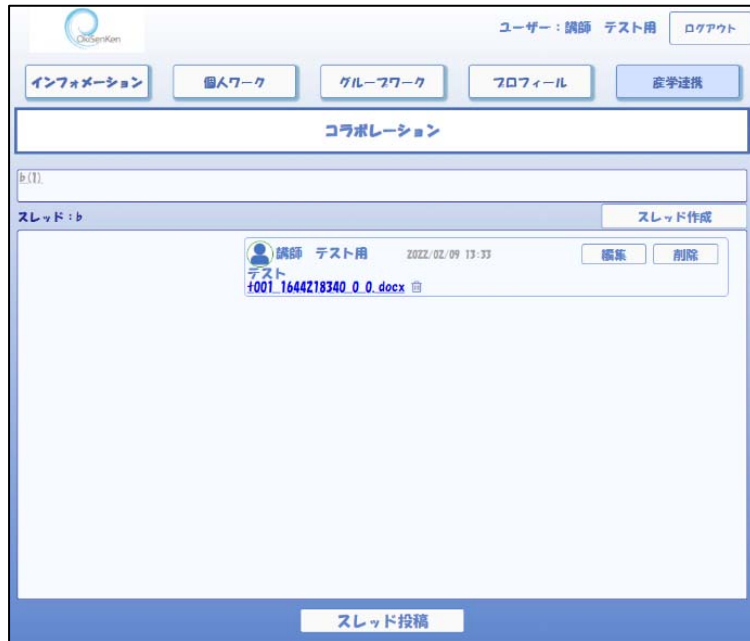 OkiSenKen
ユーザー：講師　テスト用
ログアウト
インフォメーション
個人ワーク
グループワーク
プロフィール
産学連携
コラボレーション
b(1)
スレッド：b
スレッド作成
講師　テスト用
2022/02/09 13:33
編集
削除
テスト
t001_1644218340_0_0.docx
スレッド投稿